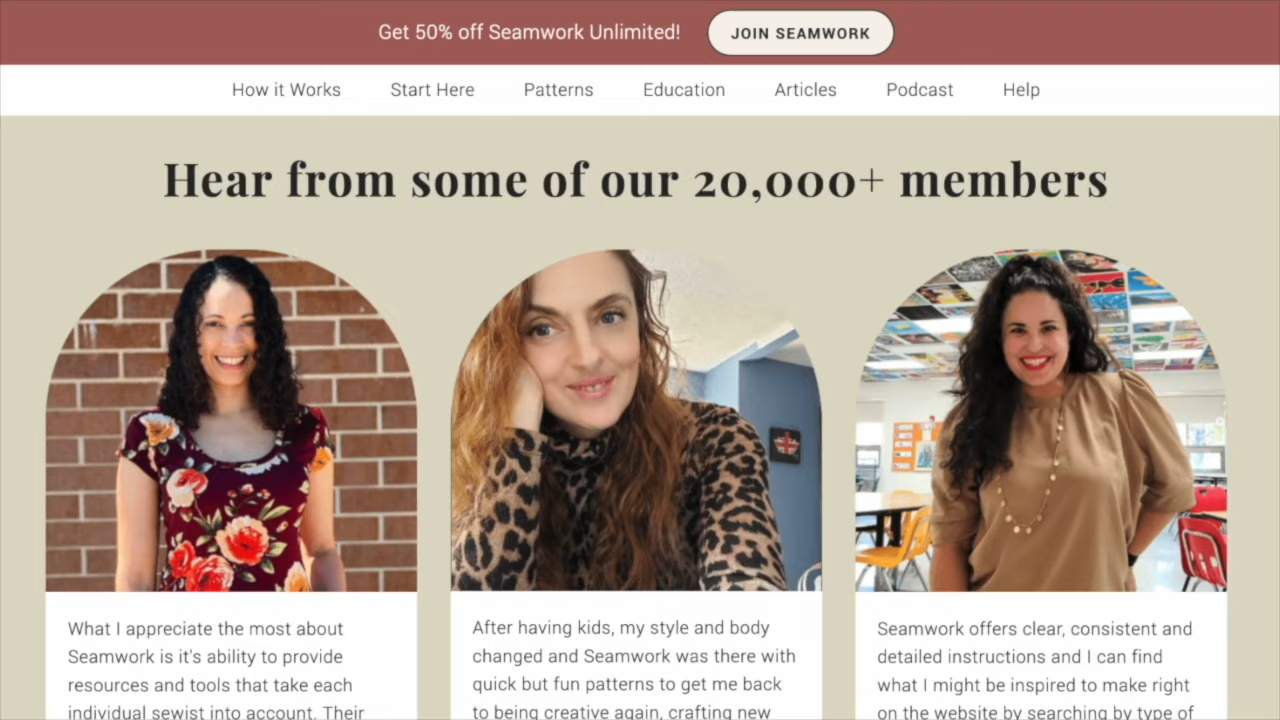 Get 50% off Seamwork Unlimited!
JOIN SEAMWORK
How it Works
Start Here
Patterns
Education
Articles
Podcast
Help
Hear from some of our 20,000+ members
What I appreciate the most about
Seamwork is it's ability to provide
resources and tools that take each
individual sewist into account. Their
After having kids, my style and body
changed and Seamwork was there with
quick but fun patterns to get me back
to being creative again, crafting new
Seamwork offers clear, consistent and
detailed instructions and I can find
what I might be inspired to make right
on the website by searching by type of